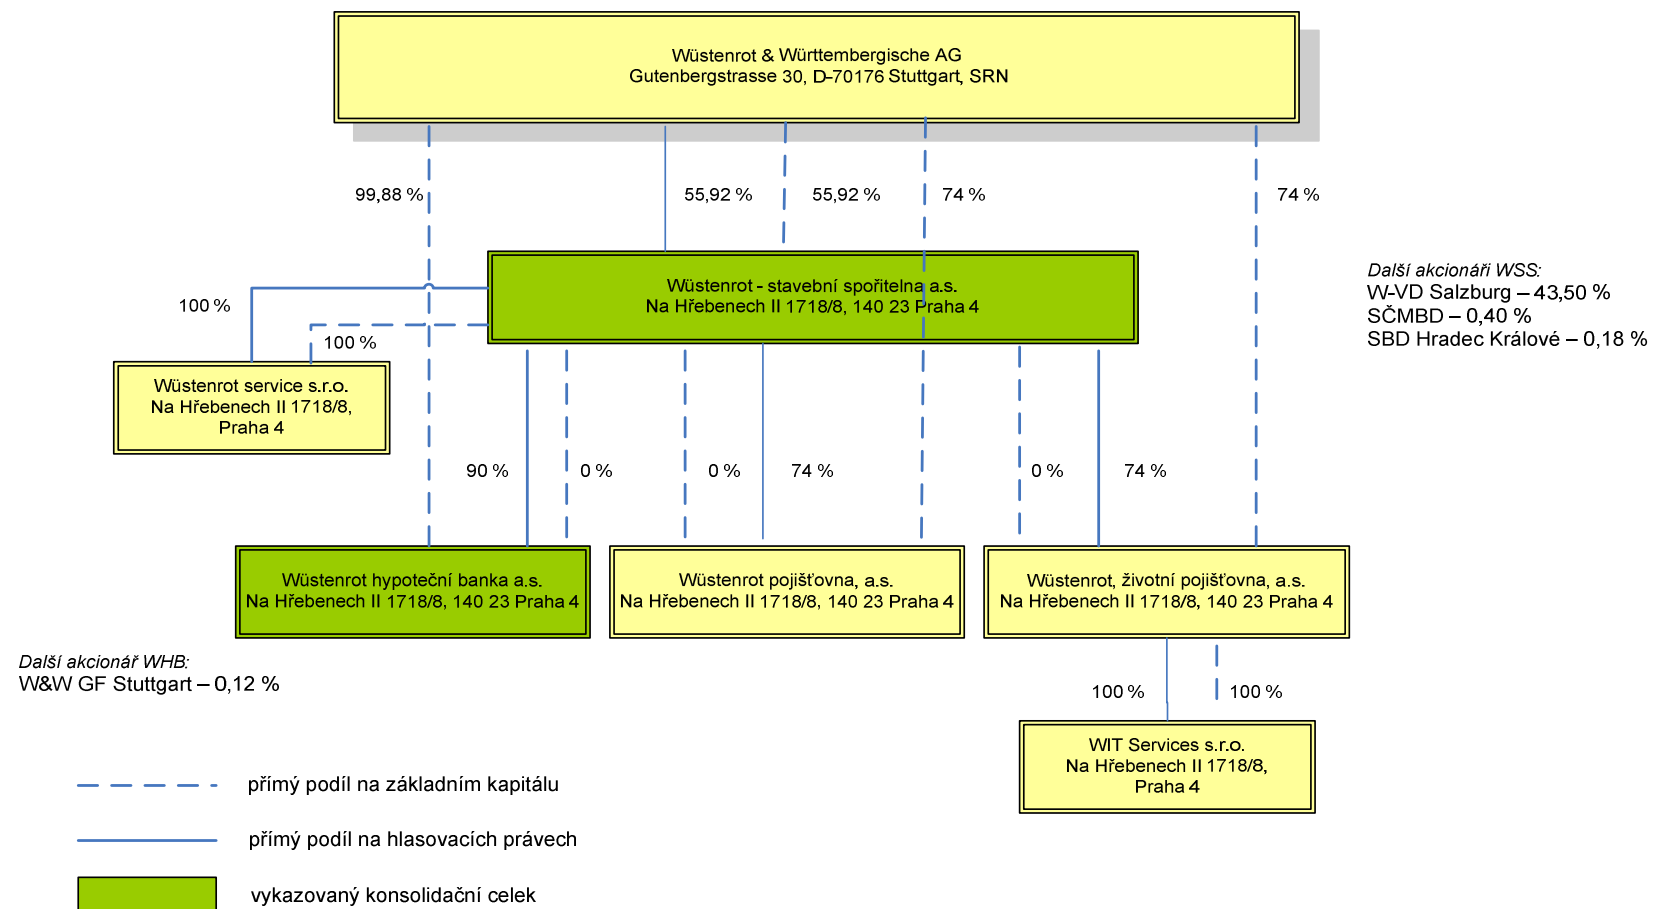 Wüstenrot & Württembergische AG
Gutenbergstrasse 30, D-70176 Stuttgart, SRN
99,88 %
55,92 %
55,92 %
74 %
74 %
Wüstenrot - stavební spořitelna a.s.
Na Hřebenech II 1718/8, 140 23 Praha 4
Další akcionáři WSS:
W-VD Salzburg – 43,50 %
SČMBD – 0,40 %
SBD Hradec Králové – 0,18 %
100 %
100 %
Wüstenrot service s.r.o.
Na Hřebenech II 1718/8,
Praha 4
90 %
0 %
0 %
74 %
0 %
74 %
Wüstenrot hypoteční banka a.s.
Na Hřebenech II 1718/8, 140 23 Praha 4
Wüstenrot pojišťovna, a.s.
Na Hřebenech II 1718/8, 140 23 Praha 4
Wüstenrot, životní pojišťovna, a.s.
Na Hřebenech II 1718/8, 140 23 Praha 4
Další akcionář WHB:
W&W GF Stuttgart – 0,12 %
100 %
100 %
WIT Services s.r.o.
Na Hřebenech II 1718/8,
Praha 4
přímý podíl na základním kapitálu
přímý podíl na hlasovacích právech
vykazovaný konsolidační celek